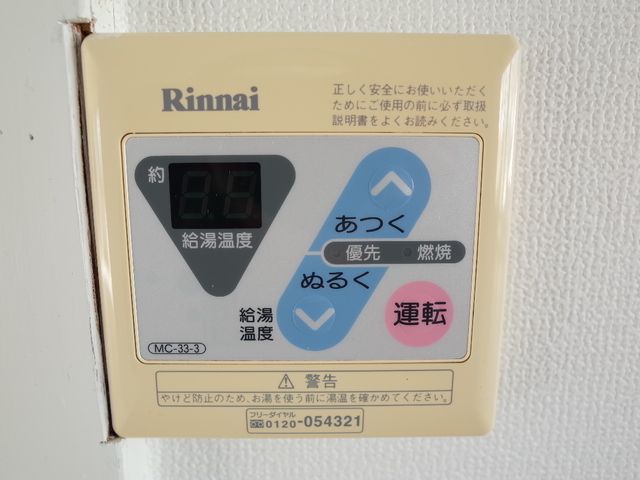 Rinnai
正しく安全にお使いいただく
ためにご使用の前に必ず取扱
説明書をよくお読みください。
約
給湯温度
あつく
優先 燃焼
ぬるく
給湯
温度
運転
MC-33-3
⚠ 警告
やけど防止のため、お湯を使う前に湯温を確かめてください。
フリーダイヤル
0120-054321